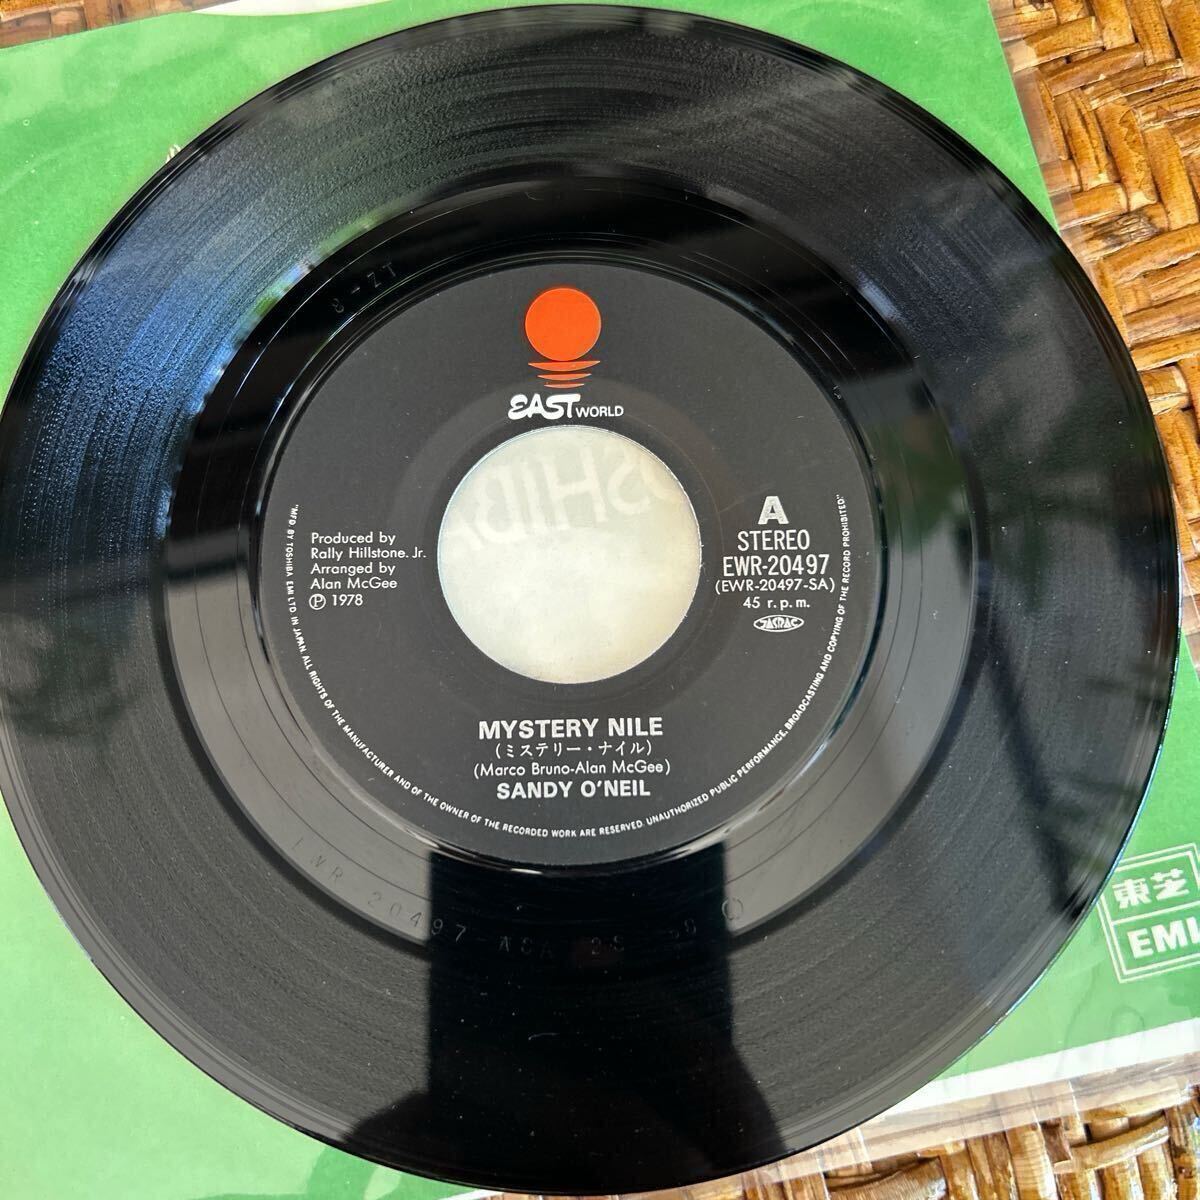 8-ZT
EAST WORLD
Produced by
Rally Hillstone. Jr.
Arranged by
Alan McGee
Ⓟ 1978
A
STEREO
EWR-20497
(EWR-20497-SA)
45 r.p.m.
JASRAC
MYSTERY NILE
(ミステリー・ナイル)
(Marco Bruno-Alan McGee)
SANDY O'NEIL
"MFD BY TOSHIBA EMI LTD. IN JAPAN. ALL RIGHTS OF THE MANUFACTURER AND OF THE OWNER OF THE RECORDED WORK ARE RESERVED. UNAUTHORIZED PUBLIC PERFORMANCE, BROADCASTING AND COPYING OF THE RECORD PROHIBITED."
東芝
EMI